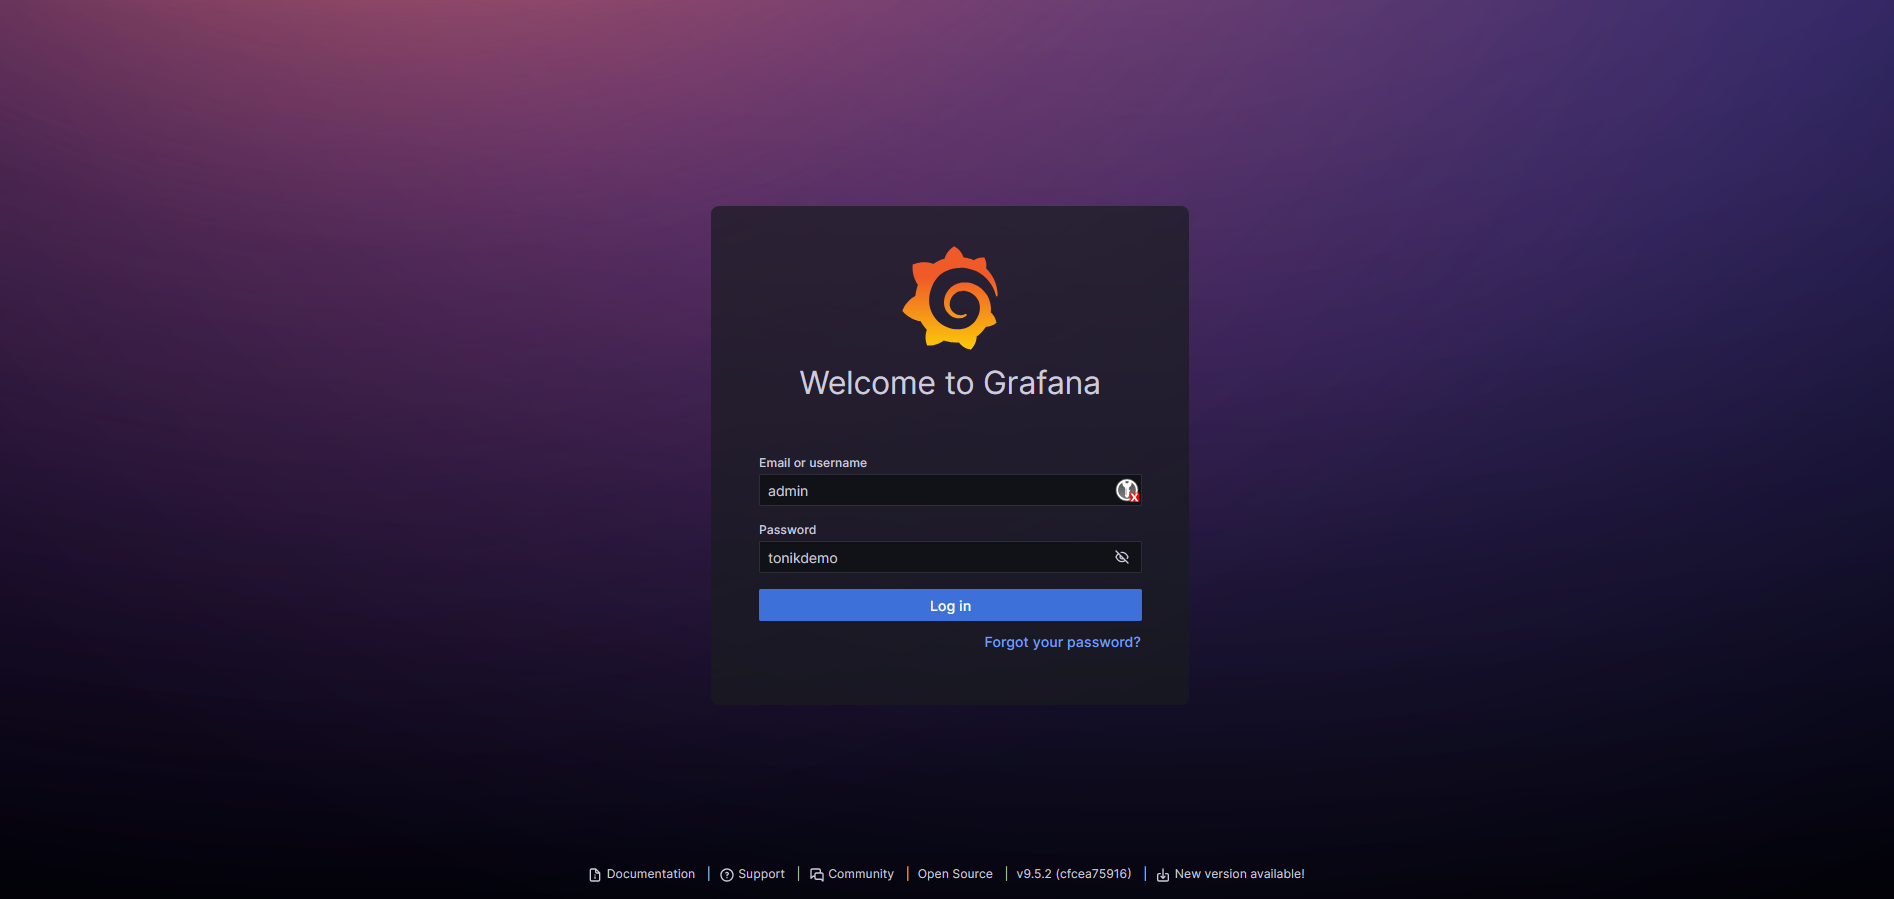 Welcome to Grafana
Email or username
admin
Password
tonikdemo
Log in
Forgot your password?
Documentation | Support | Community | Open Source | v9.5.2 (cfcea75916) | New version available!